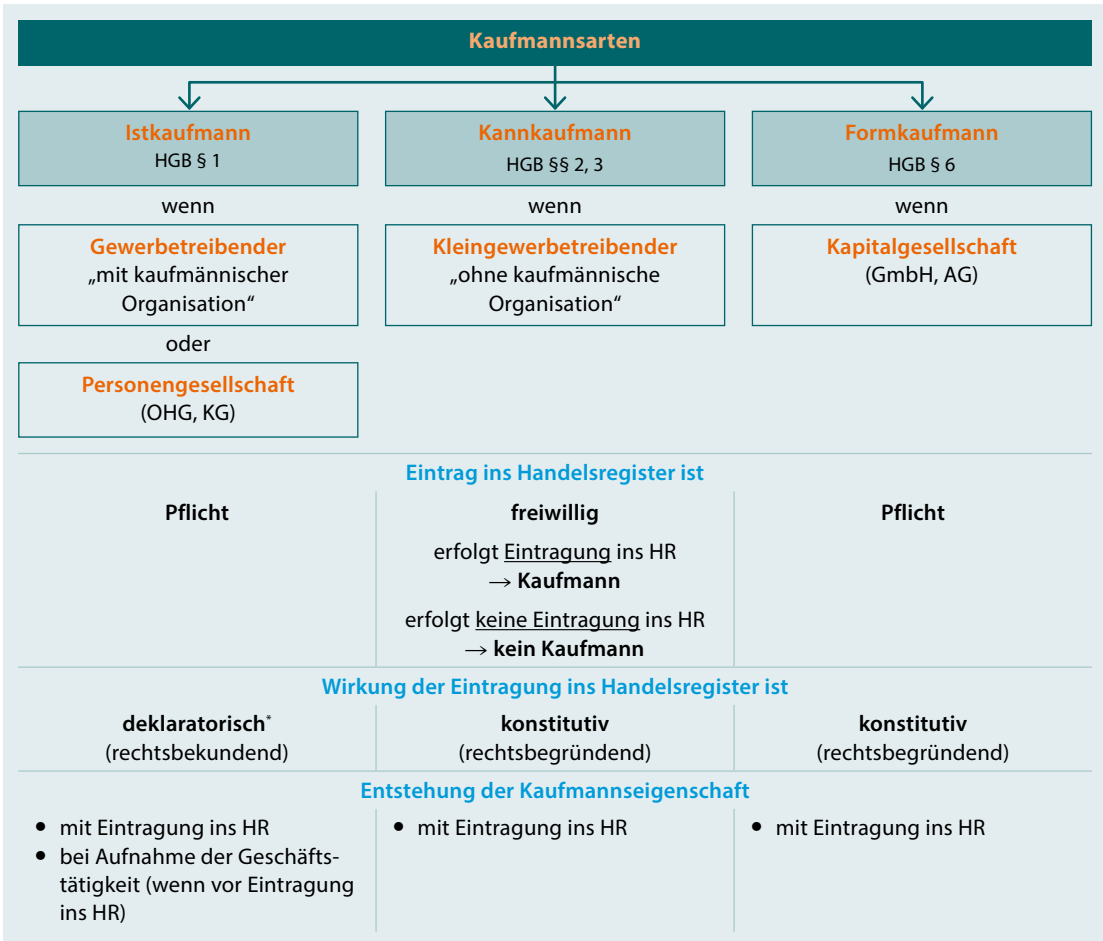 Kaufmannsarten
Istkaufmann
HGB § 1
Kannkaufmann
HGB §§ 2, 3
Formkaufmann
HGB § 6
wenn
wenn
wenn
Gewerbetreibender
„mit kaufmännischer
Organisation“
Kleingewerbetreibender
„ohne kaufmännische
Organisation“
Kapitalgesellschaft
(GmbH, AG)
oder
Personengesellschaft
(OHG, KG)
Eintrag ins Handelsregister ist
Pflicht
freiwillig
erfolgt Eintragung ins HR
→ Kaufmann
erfolgt keine Eintragung ins HR
→ kein Kaufmann
Pflicht
Wirkung der Eintragung ins Handelsregister ist
deklaratorisch*
(rechtsbekundend)
konstitutiv
(rechtsbegründend)
konstitutiv
(rechtsbegründend)
Entstehung der Kaufmannseigenschaft
• mit Eintragung ins HR
• bei Aufnahme der Geschäfts-
tätigkeit (wenn vor Eintragung
ins HR)
• mit Eintragung ins HR
• mit Eintragung ins HR